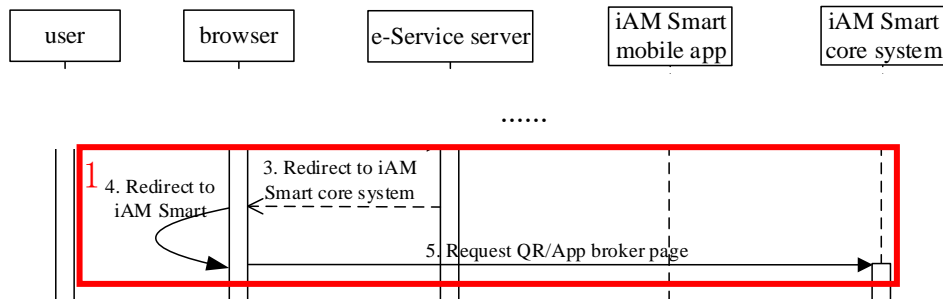 user
browser
e-Service server
iAM Smart
mobile app
iAM Smart
core system
......
1
3. Redirect to iAM
Smart core system
4. Redirect to
iAM Smart
5. Request QR/App broker page